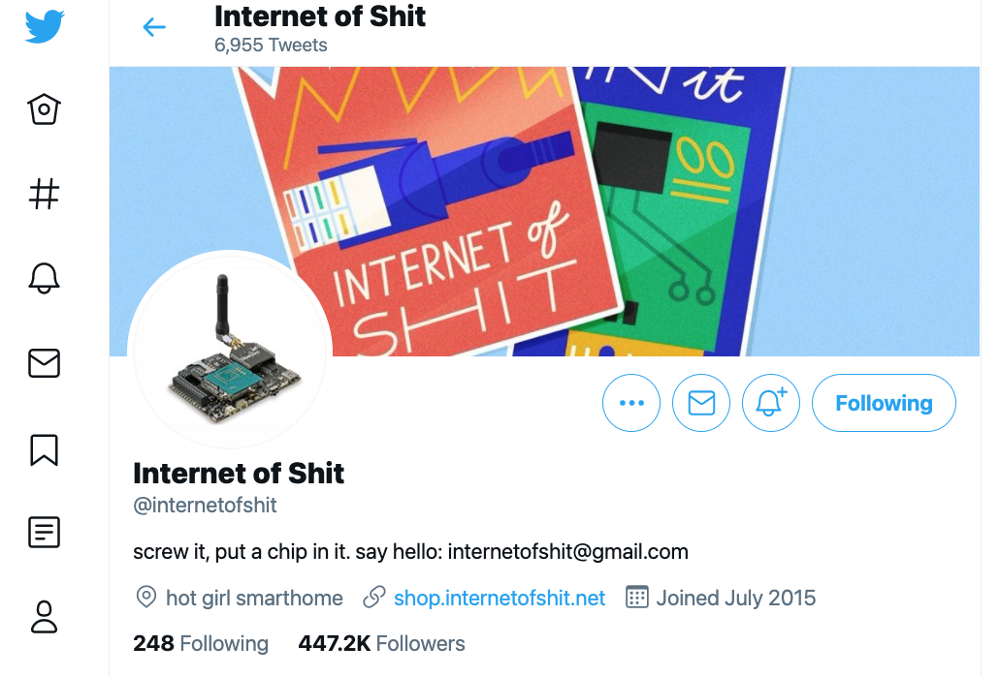 Internet of Shit
6,955 Tweets
it
INTERNET of
SHIT
Internet of Shit
@internetofshit
screw it, put a chip in it. say hello: internetofshit@gmail.com
hot girl smarthome shop.internetofshit.net Joined July 2015
248 Following 447.2K Followers
Following